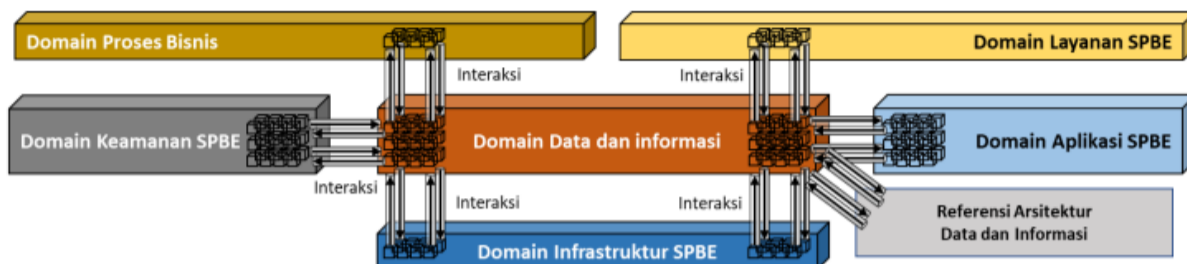 Domain Proses Bisnis
Domain Layanan SPBE
Interaksi
Interaksi
Domain Keamanan SPBE
Domain Data dan informasi
Domain Aplikasi SPBE
Interaksi
Interaksi
Interaksi
Referensi Arsitektur
Data dan Informasi
Domain Infrastruktur SPBE